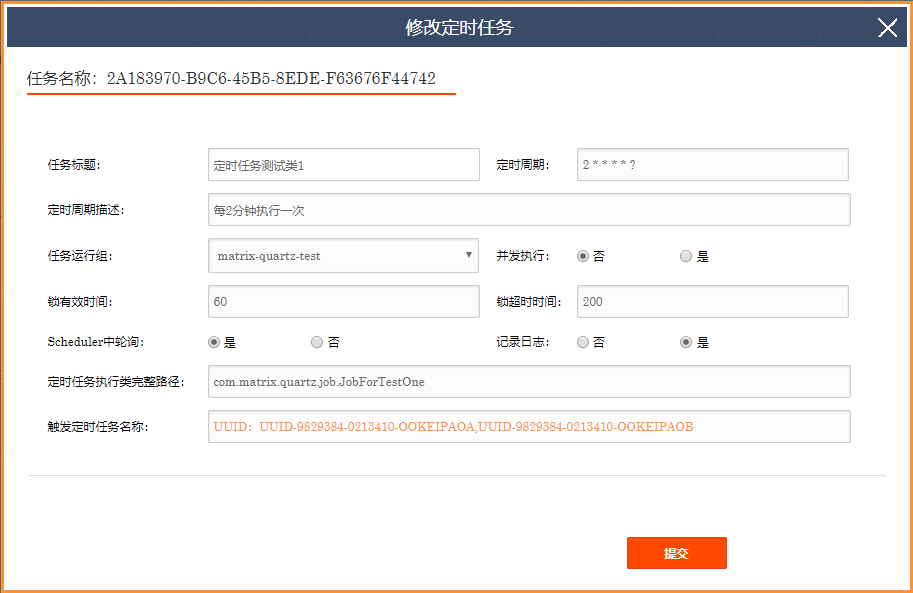 修改定时任务
任务名称：2A183970-B9C6-45B5-8EDE-F63676F44742
任务标题: 定时任务测试类1 定时周期: 2 * * * * ?
定时周期描述: 每2分钟执行一次
任务运行组: matrix-quartz-test 并发执行: 否 是
锁有效时间: 60 锁超时时间: 200
Scheduler中轮询: 是 否 记录日志: 否 是
定时任务执行类完整路径: com.matrix.quartz.job.JobForTestOne
触发定时任务名称: UUID：UUID-9829384-0213410-OOKEIPAOA,UUID-9829384-0213410-OOKEIPAOB
提交